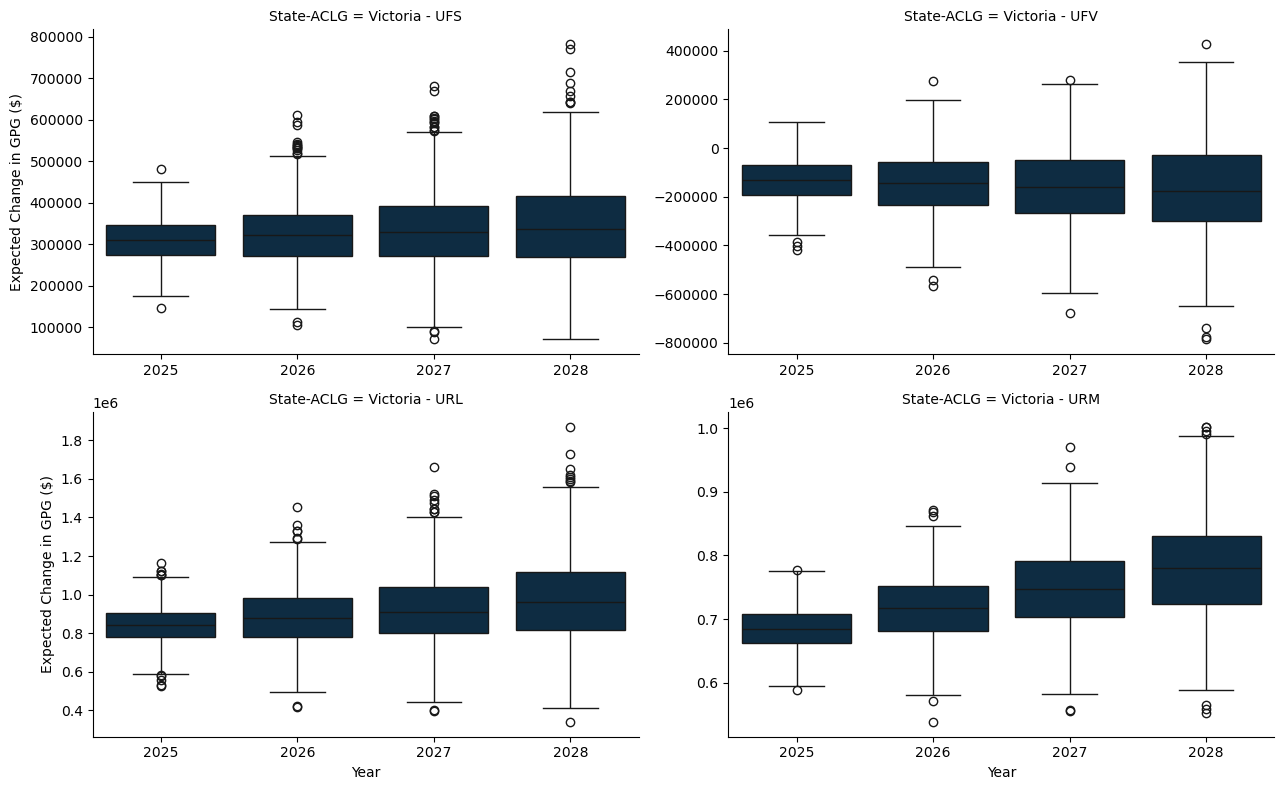 State-ACLG = Victoria - UFS
Expected Change in GPG ($)
800000
700000
600000
500000
400000
300000
200000
100000
2025 2026 2027 2028
State-ACLG = Victoria - UFV
400000
200000
0
−200000
−400000
−600000
−800000
2025 2026 2027 2028
State-ACLG = Victoria - URL
1e6
Expected Change in GPG ($)
1.8
1.6
1.4
1.2
1.0
0.8
0.6
0.4
2025 2026 2027 2028
Year
State-ACLG = Victoria - URM
1e6
1.0
0.9
0.8
0.7
0.6
2025 2026 2027 2028
Year